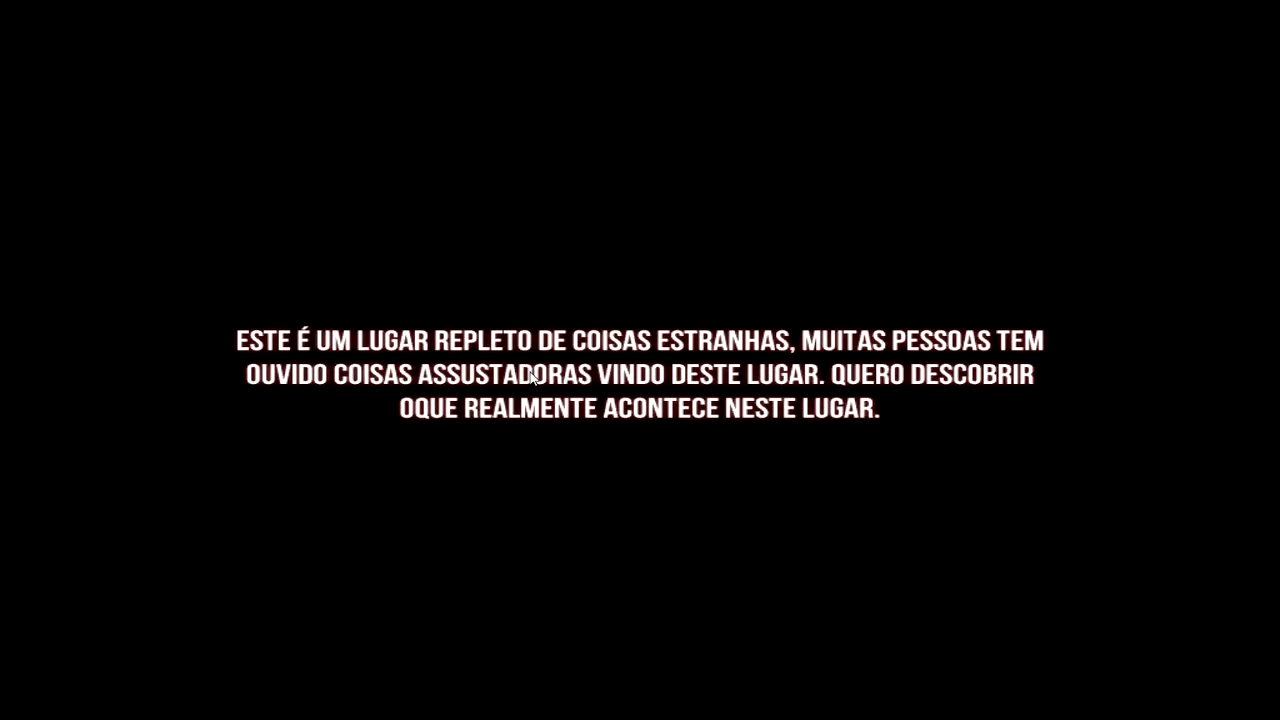 ESTE É UM LUGAR REPLETO DE COISAS ESTRANHAS, MUITAS PESSOAS TEM
OUVIDO COISAS ASSUSTADORAS VINDO DESTE LUGAR. QUERO DESCOBRIR
OQUE REALMENTE ACONTECE NESTE LUGAR.